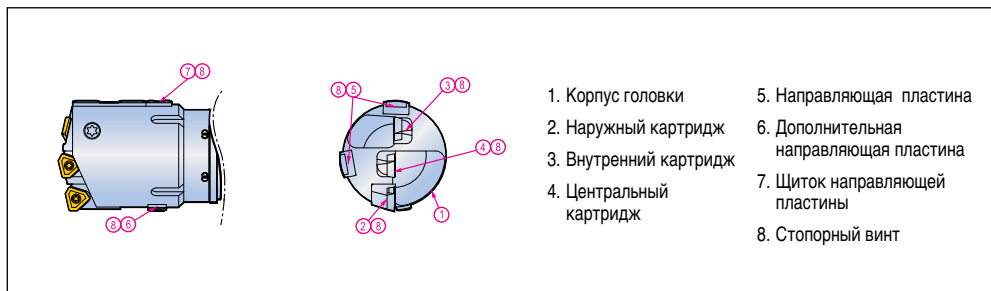 7 8
8 6
8 5
3 8
4 8
2 8
1
1. Корпус головки
2. Наружный картридж
3. Внутренний картридж
4. Центральный
картридж
5. Направляющая пластина
6. Дополнительная
направляющая пластина
7. Щиток направляющей
пластины
8. Стопорный винт